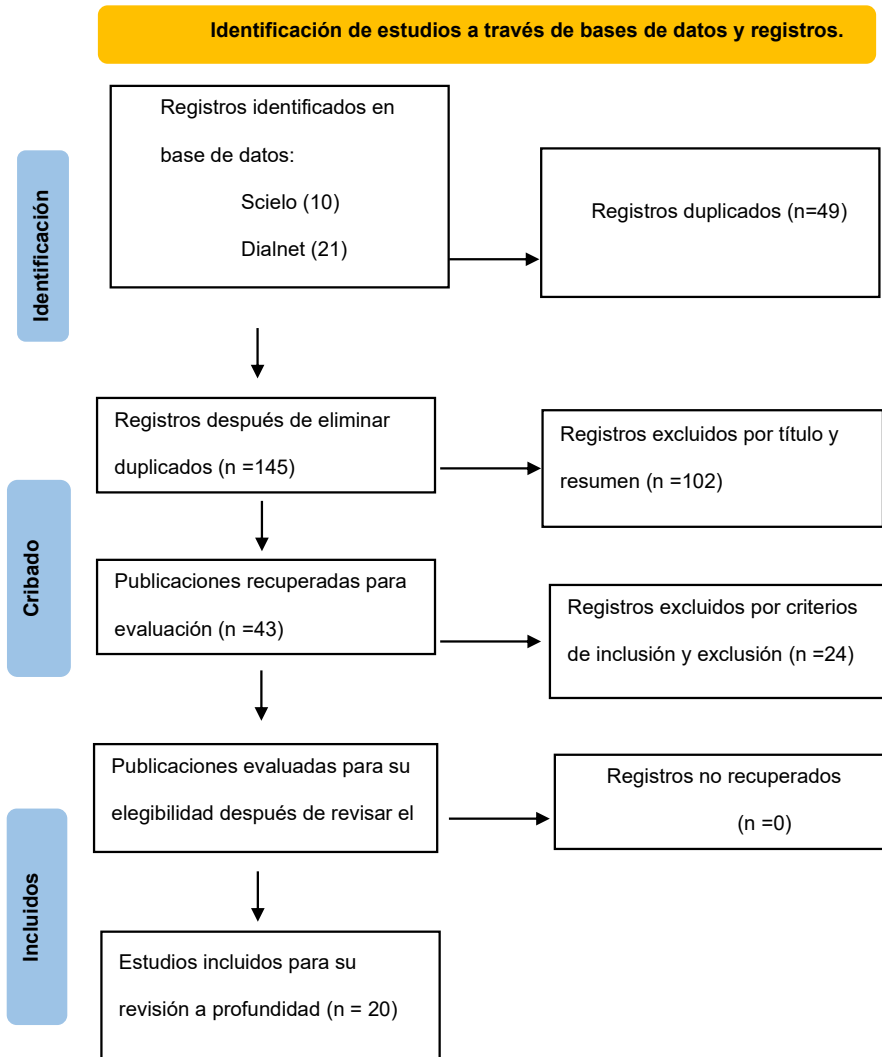 Identificación de estudios a través de bases de datos y registros.
Identificación
Registros identificados en
base de datos:
Scielo (10)
Dialnet (21)
Registros duplicados (n=49)
Cribado
Registros después de eliminar
duplicados (n =145)
Registros excluidos por título y
resumen (n =102)
Publicaciones recuperadas para
evaluación (n =43)
Registros excluidos por criterios
de inclusión y exclusión (n =24)
Incluidos
Publicaciones evaluadas para su
elegibilidad después de revisar el
Registros no recuperados
(n =0)
Estudios incluidos para su
revisión a profundidad (n = 20)